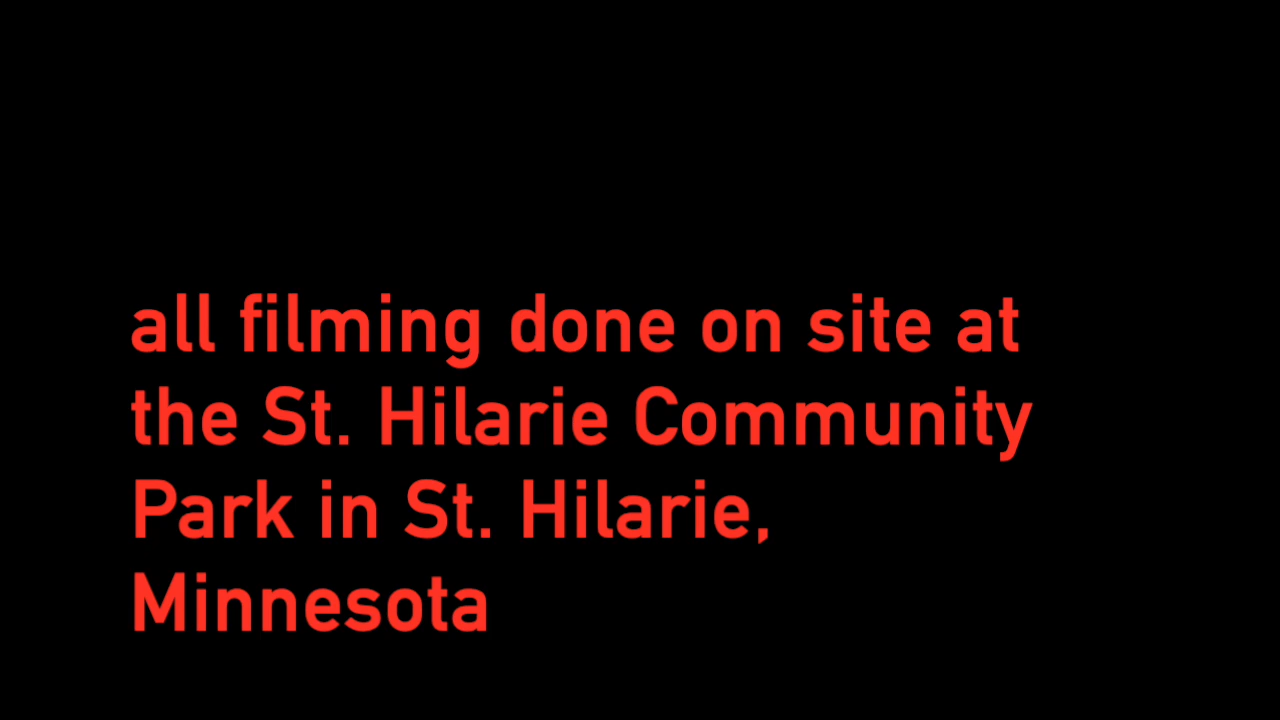 all filming done on site at
the St. Hilarie Community
Park in St. Hilarie,
Minnesota